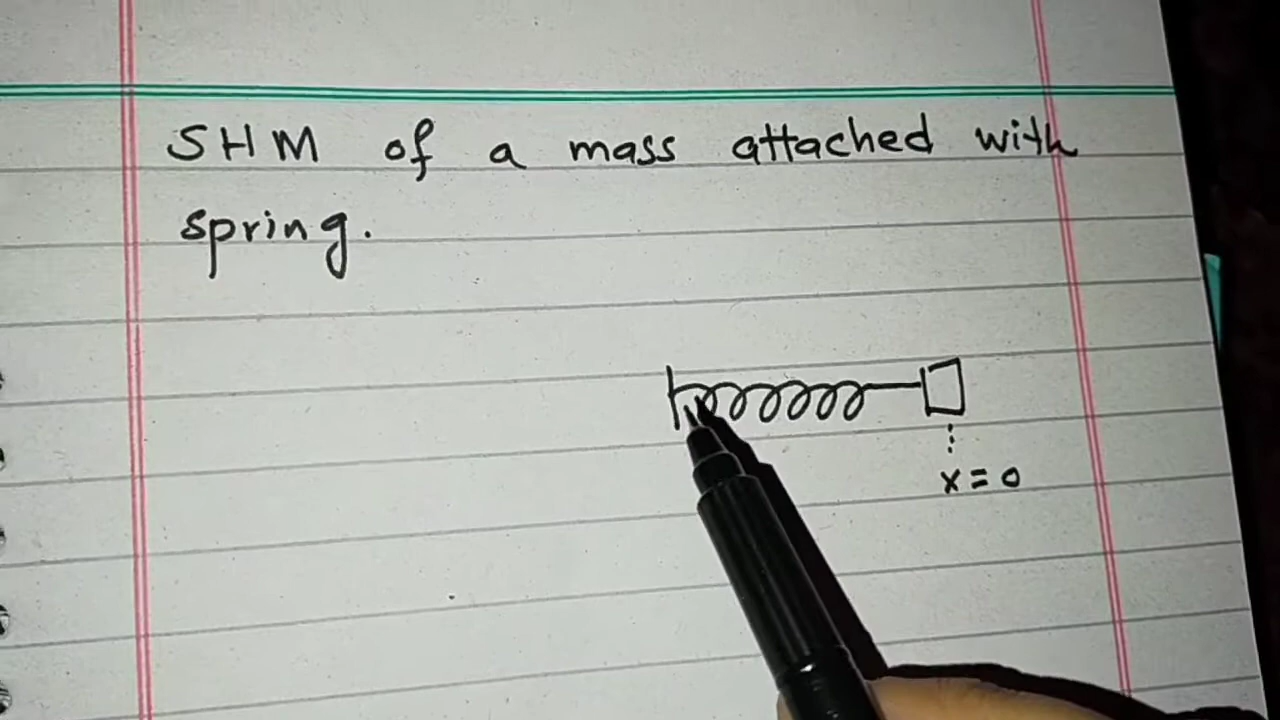 SHM of a mass attached with
spring.
x = 0